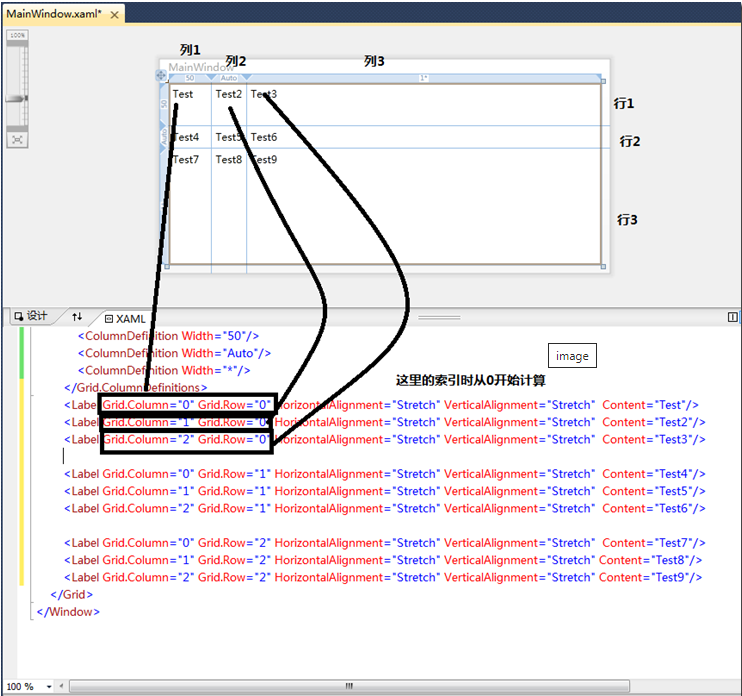 MainWindow.xaml* ×
100%
列1
列2
列3
MainWindow
50 Auto 1*
50
Test Test2 Test3
行1
Auto
Test4 Test5 Test6
行2
Test7 Test8 Test9
行3
设计 XAML
<ColumnDefinition Width="50"/>
<ColumnDefinition Width="Auto"/>
<ColumnDefinition Width="*"/>
image
这里的索引时从0开始计算
</Grid.ColumnDefinitions>
<Label Grid.Column="0" Grid.Row="0" HorizontalAlignment="Stretch" VerticalAlignment="Stretch" Content="Test"/>
<Label Grid.Column="1" Grid.Row="0" HorizontalAlignment="Stretch" VerticalAlignment="Stretch" Content="Test2"/>
<Label Grid.Column="2" Grid.Row="0" HorizontalAlignment="Stretch" VerticalAlignment="Stretch" Content="Test3"/>
<Label Grid.Column="0" Grid.Row="1" HorizontalAlignment="Stretch" VerticalAlignment="Stretch" Content="Test4"/>
<Label Grid.Column="1" Grid.Row="1" HorizontalAlignment="Stretch" VerticalAlignment="Stretch" Content="Test5"/>
<Label Grid.Column="2" Grid.Row="1" HorizontalAlignment="Stretch" VerticalAlignment="Stretch" Content="Test6"/>
<Label Grid.Column="0" Grid.Row="2" HorizontalAlignment="Stretch" VerticalAlignment="Stretch" Content="Test7"/>
<Label Grid.Column="1" Grid.Row="2" HorizontalAlignment="Stretch" VerticalAlignment="Stretch" Content="Test8"/>
<Label Grid.Column="2" Grid.Row="2" HorizontalAlignment="Stretch" VerticalAlignment="Stretch" Content="Test9"/>
</Grid>
</Window>
100 %